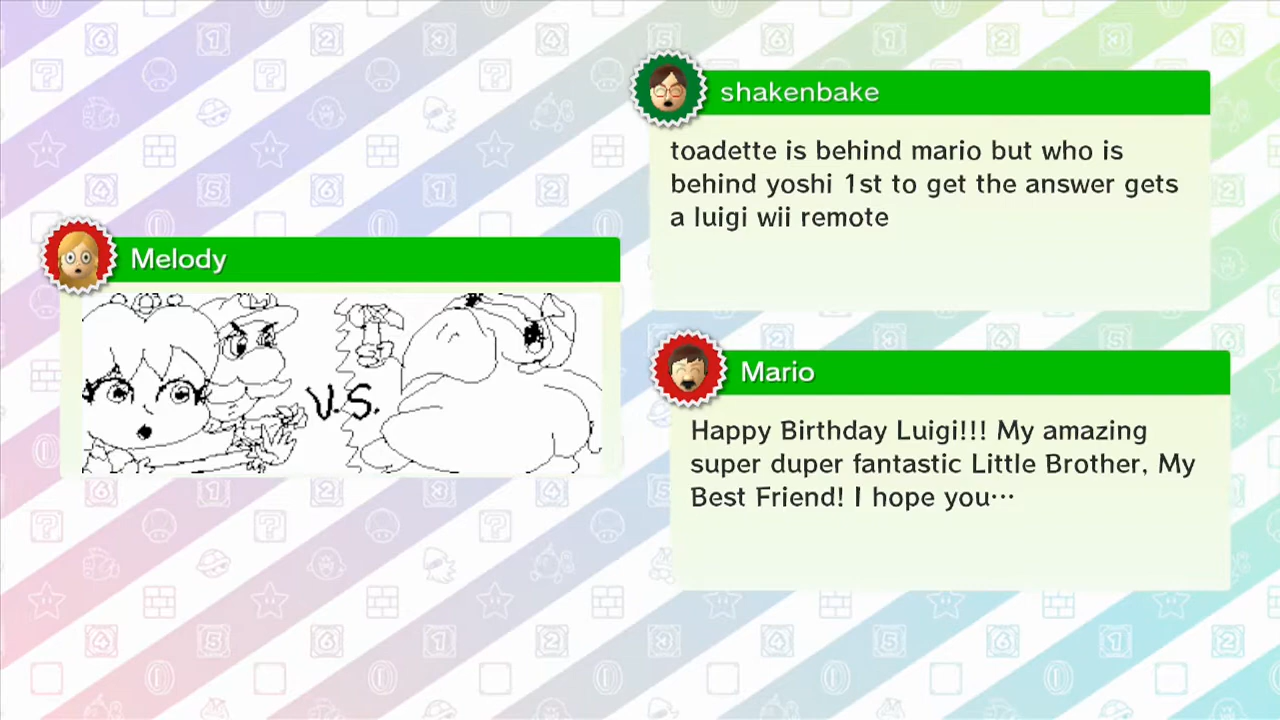 Melody
V.S.
shakenbake
toadette is behind mario but who is
behind yoshi 1st to get the answer gets
a luigi wii remote
Mario
Happy Birthday Luigi!!! My amazing
super duper fantastic Little Brother, My
Best Friend! I hope you…